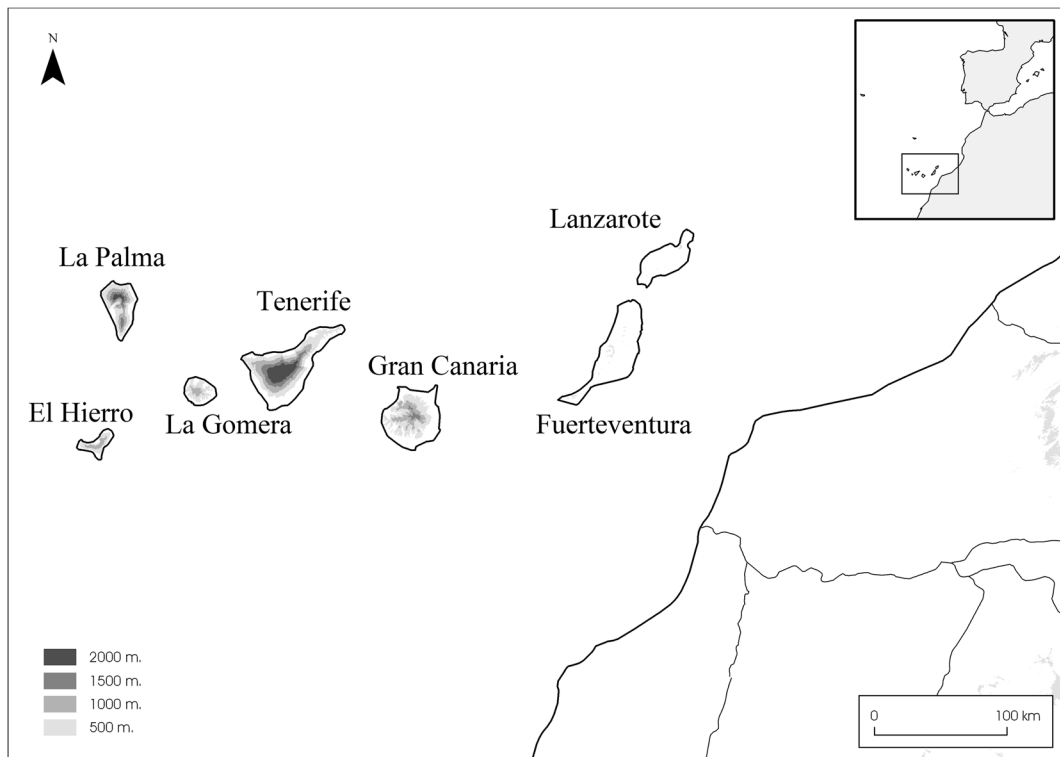 N
Lanzarote
La Palma
Tenerife
Gran Canaria
El Hierro
La Gomera
Fuerteventura
2000 m.
1500 m.
1000 m.
500 m.
0 100 km